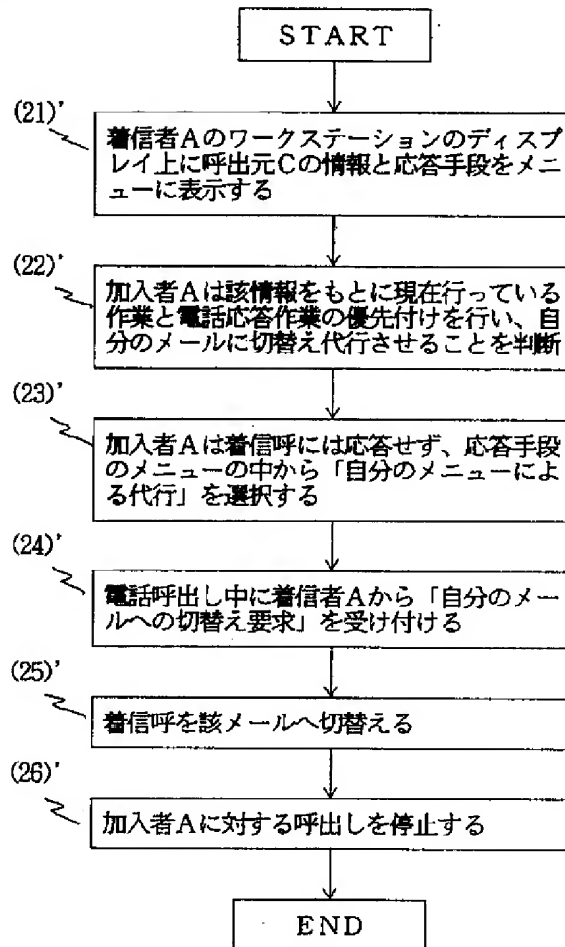 START
(21)'
着信者Aのワークステーションのディスプ
レイ上に呼出元Cの情報と応答手段をメニ
ューに表示する
(22)'
加入者Aは該情報をもとに現在行っている
作業と電話応答作業の優先付けを行い、自
分のメールに切替え代行させることを判断
(23)'
加入者Aは着信呼には応答せず、応答手段
のメニューの中から「自分のメニューによ
る代行」を選択する
(24)'
電話呼出し中に着信者Aから「自分のメー
ルへの切替え要求」を受け付ける
(25)'
着信呼を該メールへ切替える
(26)'
加入者Aに対する呼出しを停止する
END